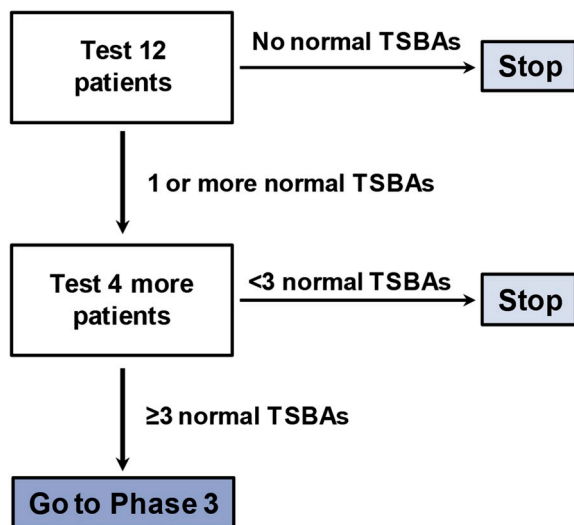 Test 12
patients
No normal TSBAs
Stop
1 or more normal TSBAs
Test 4 more
patients
<3 normal TSBAs
Stop
≥3 normal TSBAs
Go to Phase 3